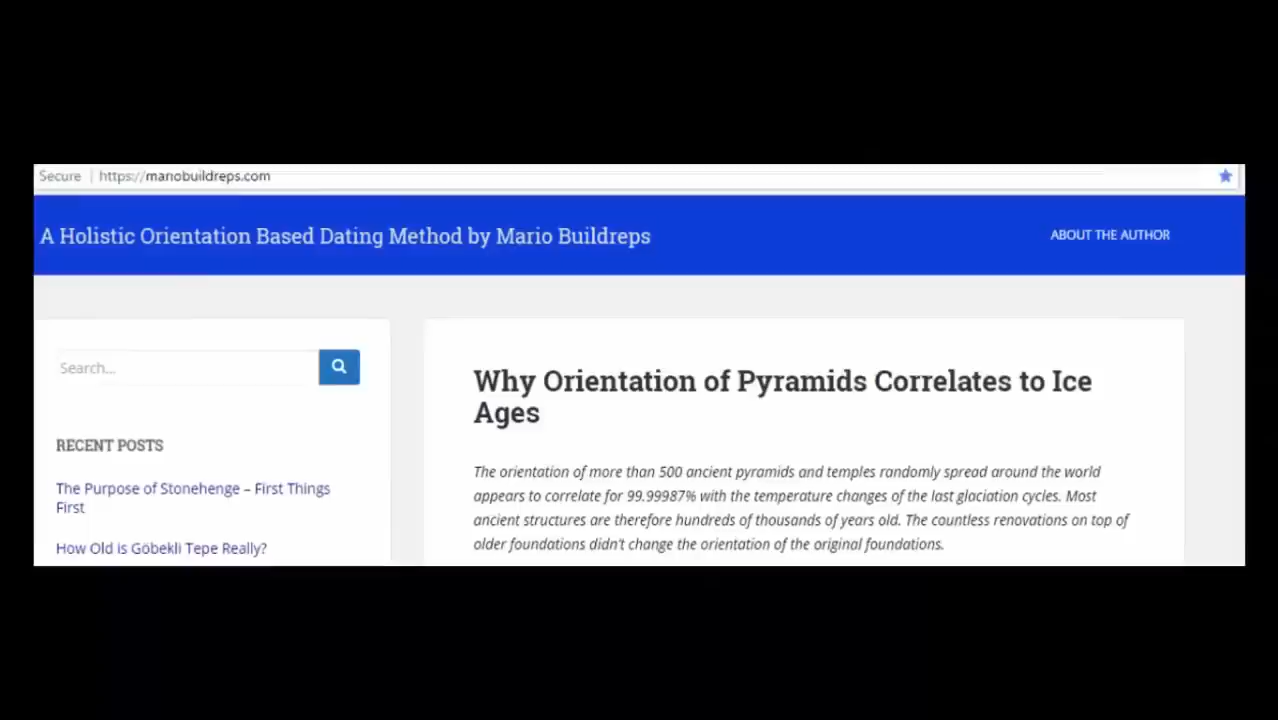 Secure | https://mariobuildreps.com
A Holistic Orientation Based Dating Method by Mario Buildreps
ABOUT THE AUTHOR
Search...
RECENT POSTS
The Purpose of Stonehenge – First Things
First
How Old is Göbekli Tepe Really?
Why Orientation of Pyramids Correlates to Ice
Ages
The orientation of more than 500 ancient pyramids and temples randomly spread around the world
appears to correlate for 99.99987% with the temperature changes of the last glaciation cycles. Most
ancient structures are therefore hundreds of thousands of years old. The countless renovations on top of
older foundations didn't change the orientation of the original foundations.